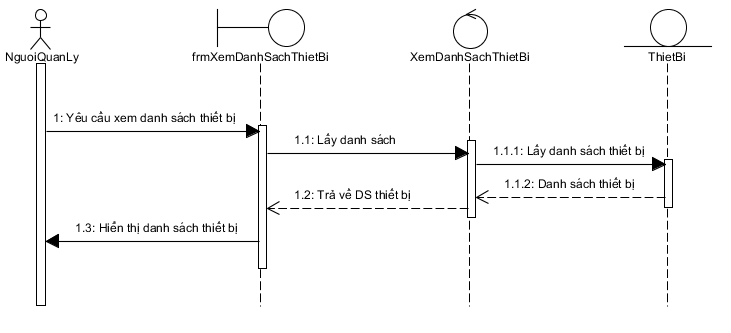 NguoiQuanLy
frmXemDanhSachThietBi
XemDanhSachThietBi
ThietBi
1: Yêu cầu xem danh sách thiết bị
1.1: Lấy danh sách
1.1.1: Lấy danh sách thiết bị
1.1.2: Danh sách thiết bị
1.2: Trả về DS thiết bị
1.3: Hiển thị danh sách thiết bị